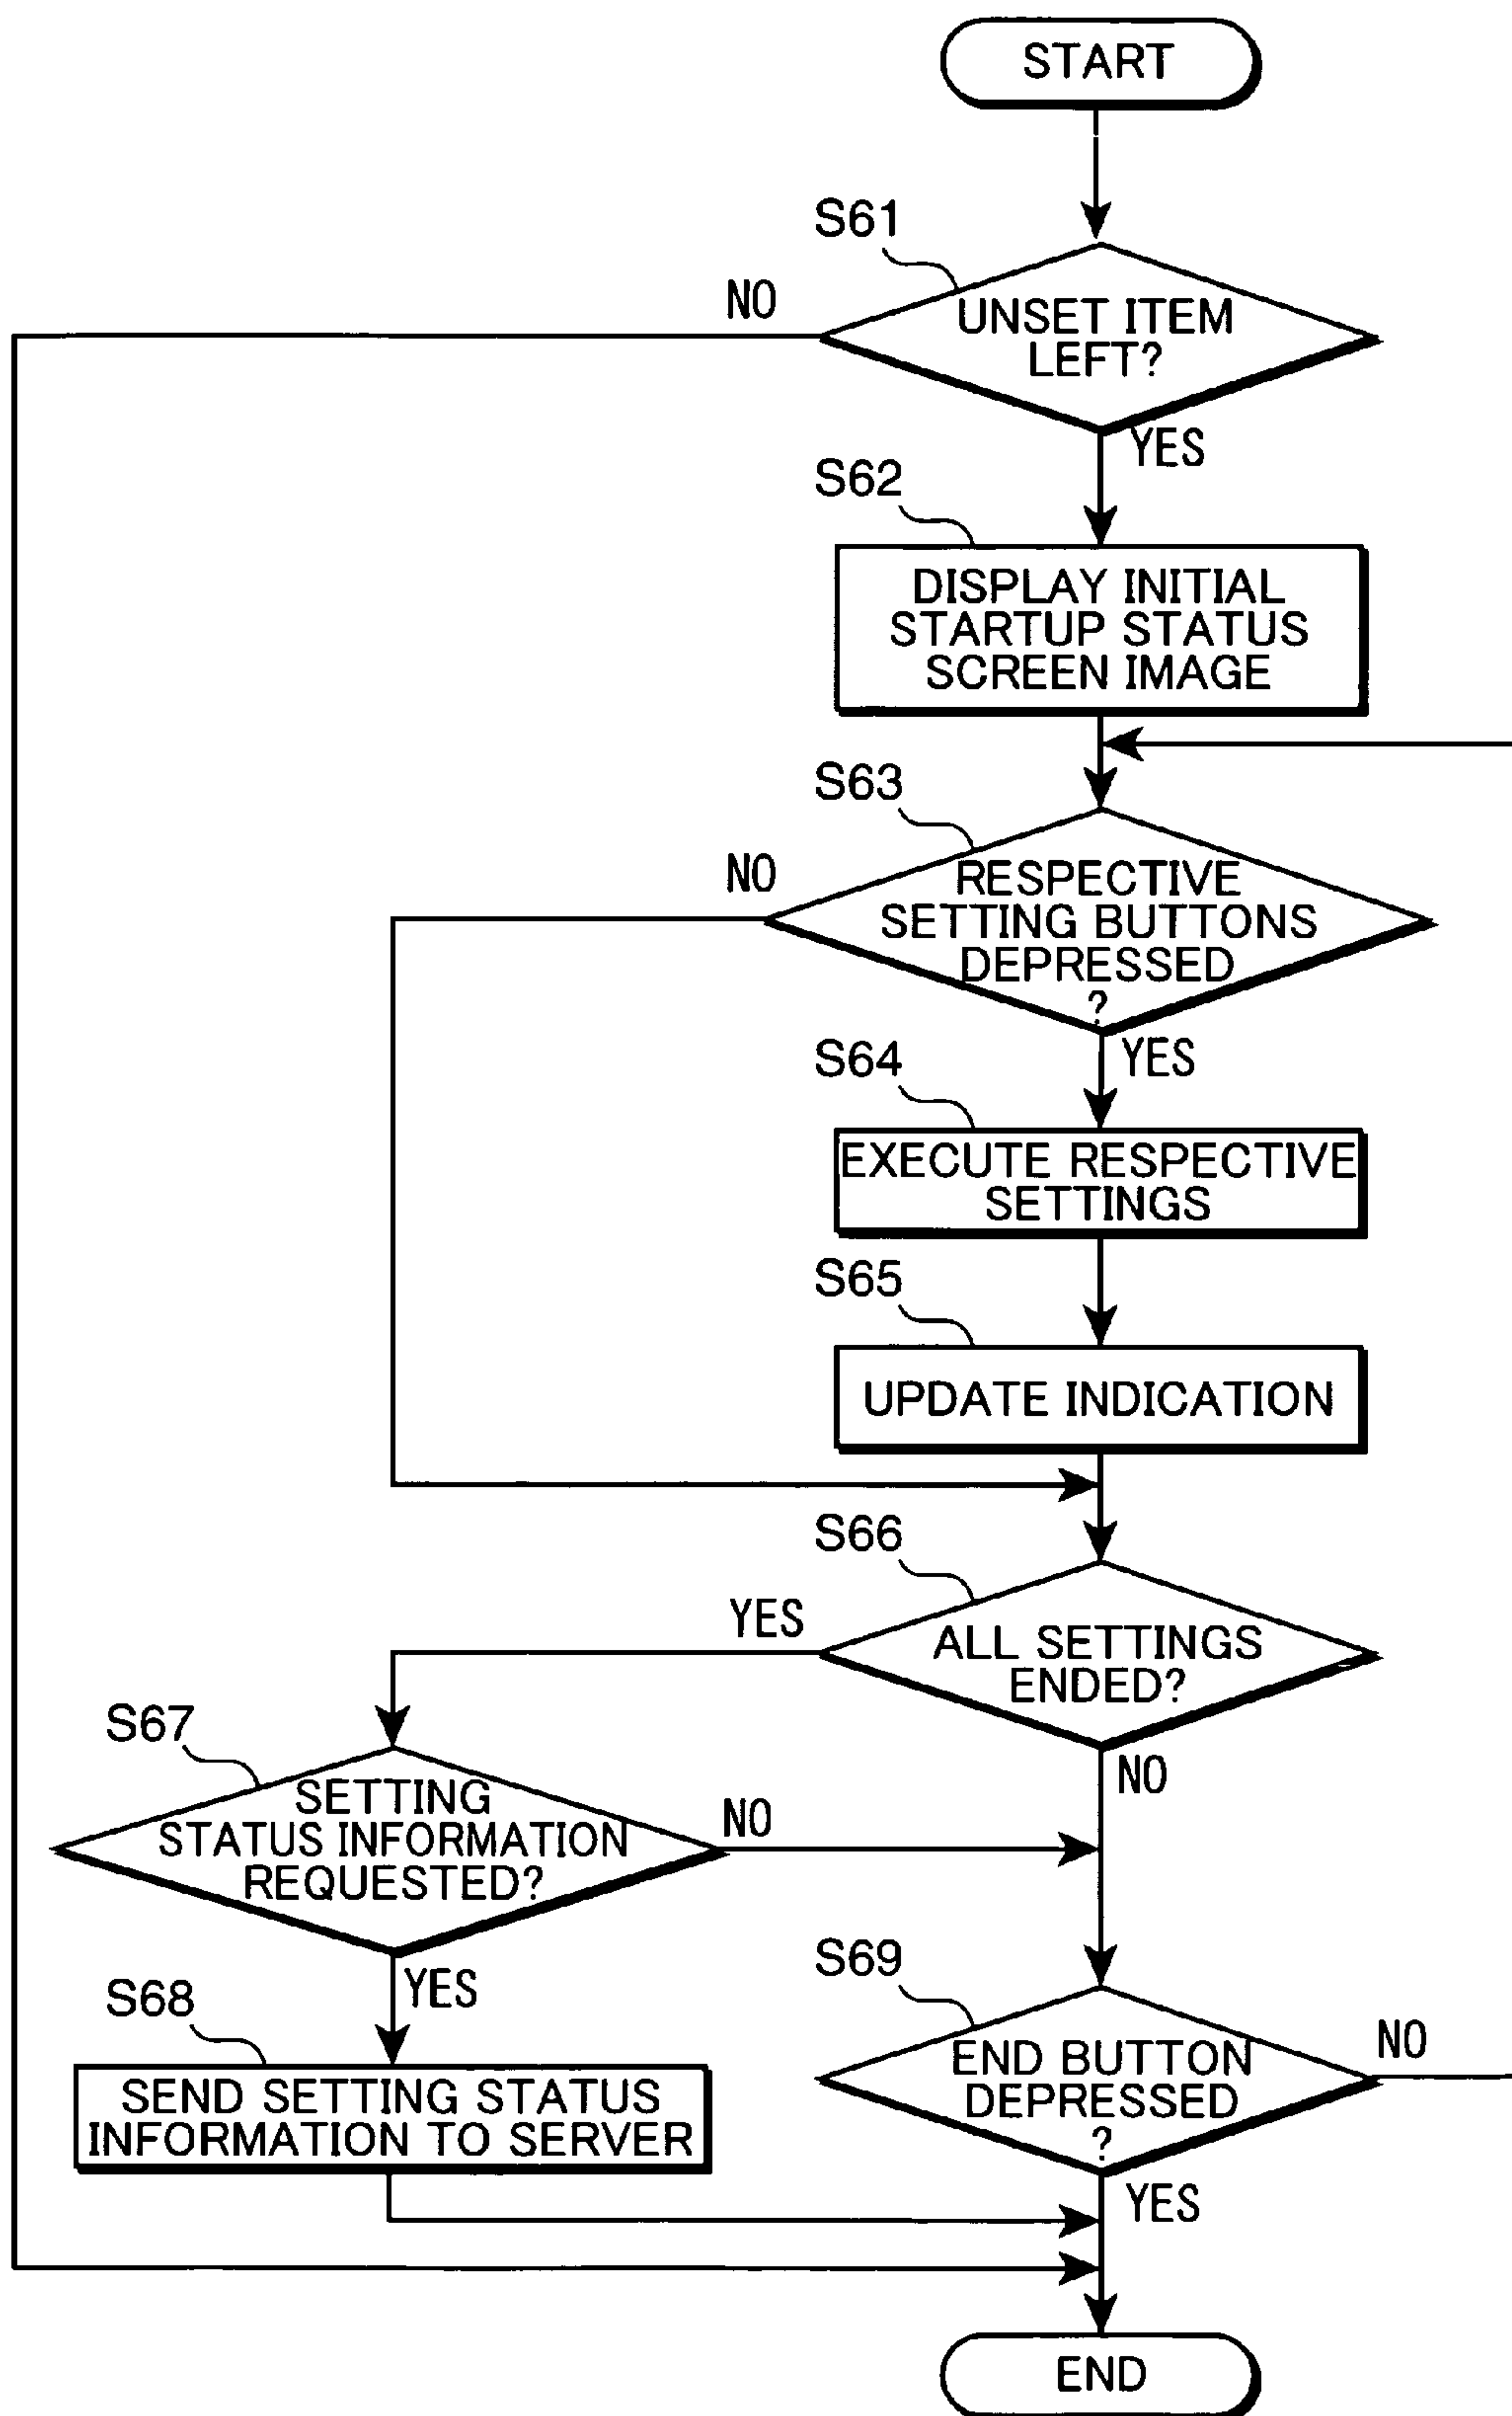 START
S61
NO
UNSET ITEM
LEFT?
YES
S62
DISPLAY INITIAL
STARTUP STATUS
SCREEN IMAGE
S63
NO
RESPECTIVE
SETTING BUTTONS
DEPRESSED
?
YES
S64
EXECUTE RESPECTIVE
SETTINGS
S65
UPDATE INDICATION
S66
YES
ALL SETTINGS
ENDED?
NO
S67
SETTING
STATUS INFORMATION
REQUESTED?
NO
YES
S68
SEND SETTING STATUS
INFORMATION TO SERVER
S69
END BUTTON
DEPRESSED
?
NO
YES
END